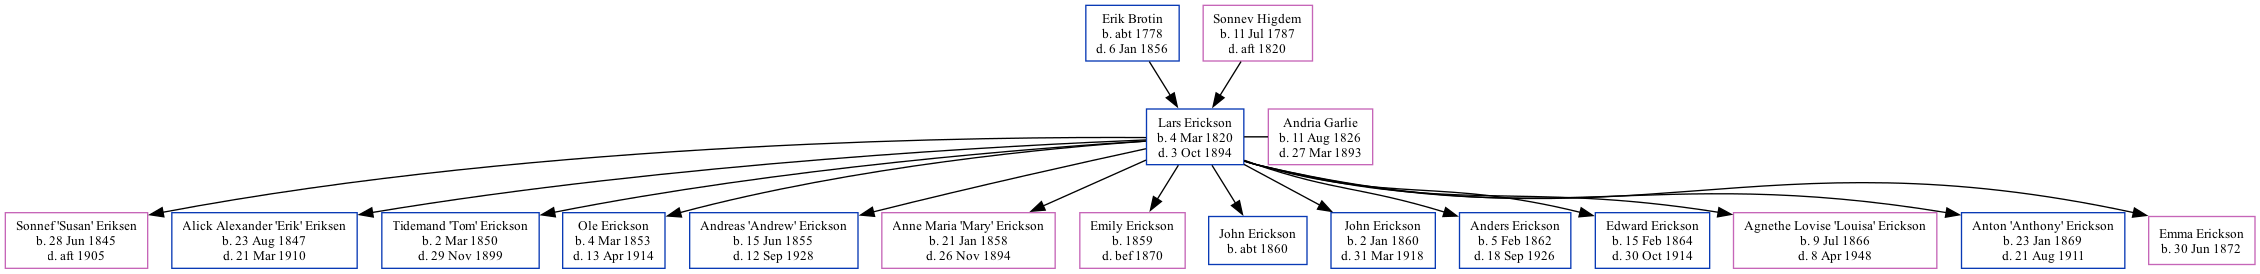 Erik Brotin
b. abt 1778
d. 6 Jan 1856
Sonnev Higdem
b. 11 Jul 1787
d. aft 1820
Lars Erickson
b. 4 Mar 1820
d. 3 Oct 1894
Andria Garlie
b. 11 Aug 1826
d. 27 Mar 1893
Sonnef 'Susan' Eriksen
b. 28 Jun 1845
d. aft 1905
Alick Alexander 'Erik' Eriksen
b. 23 Aug 1847
d. 21 Mar 1910
Tidemand 'Tom' Erickson
b. 2 Mar 1850
d. 29 Nov 1899
Ole Erickson
b. 4 Mar 1853
d. 13 Apr 1914
Andreas 'Andrew' Erickson
b. 15 Jun 1855
d. 12 Sep 1928
Anne Maria 'Mary' Erickson
b. 21 Jan 1858
d. 26 Nov 1894
Emily Erickson
b. 1859
d. bef 1870
John Erickson
b. abt 1860
John Erickson
b. 2 Jan 1860
d. 31 Mar 1918
Anders Erickson
b. 5 Feb 1862
d. 18 Sep 1926
Edward Erickson
b. 15 Feb 1864
d. 30 Oct 1914
Agnethe Lovise 'Louisa' Erickson
b. 9 Jul 1866
d. 8 Apr 1948
Anton 'Anthony' Erickson
b. 23 Jan 1869
d. 21 Aug 1911
Emma Erickson
b. 30 Jun 1872